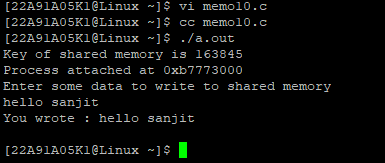 [22A91A05K1@Linux ~]$ vi memo10.c
[22A91A05K1@Linux ~]$ cc memo10.c
[22A91A05K1@Linux ~]$ ./a.out
Key of shared memory is 163845
Process attached at 0xb7773000
Enter some data to write to shared memory
hello sanjit
You wrote : hello sanjit
[22A91A05K1@Linux ~]$